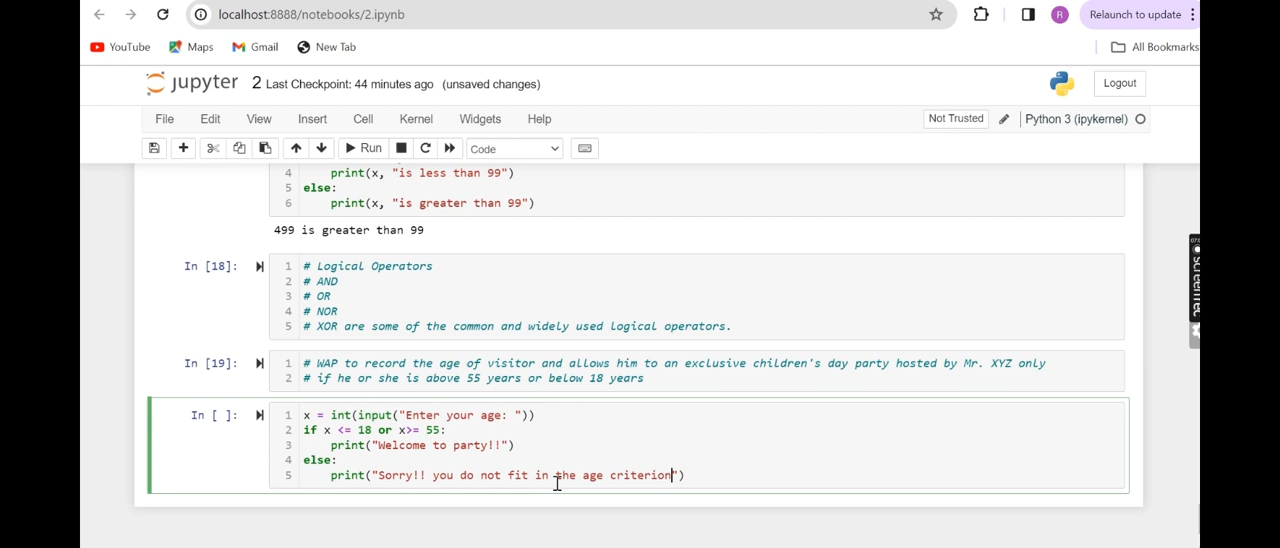 localhost:8888/notebooks/2.ipynb
R
Relaunch to update
YouTube
Maps
Gmail
New Tab
All Bookmarks
jupyter 2 Last Checkpoint: 44 minutes ago (unsaved changes)
Logout
File Edit View Insert Cell Kernel Widgets Help
Not Trusted
Python 3 (ipykernel)
Run
Code
4 print(x, "is less than 99")
5 else:
6 print(x, "is greater than 99")
499 is greater than 99
In [18]:
1 # Logical Operators
2 # AND
3 # OR
4 # NOR
5 # XOR are some of the common and widely used logical operators.
In [19]:
1 # WAP to record the age of visitor and allows him to an exclusive children's day party hosted by Mr. XYZ only
2 # if he or she is above 55 years or below 18 years
In [ ]:
1 x = int(input("Enter your age: "))
2 if x <= 18 or x>= 55:
3 print("Welcome to party!!")
4 else:
5 print("Sorry!! you do not fit in the age criterion")